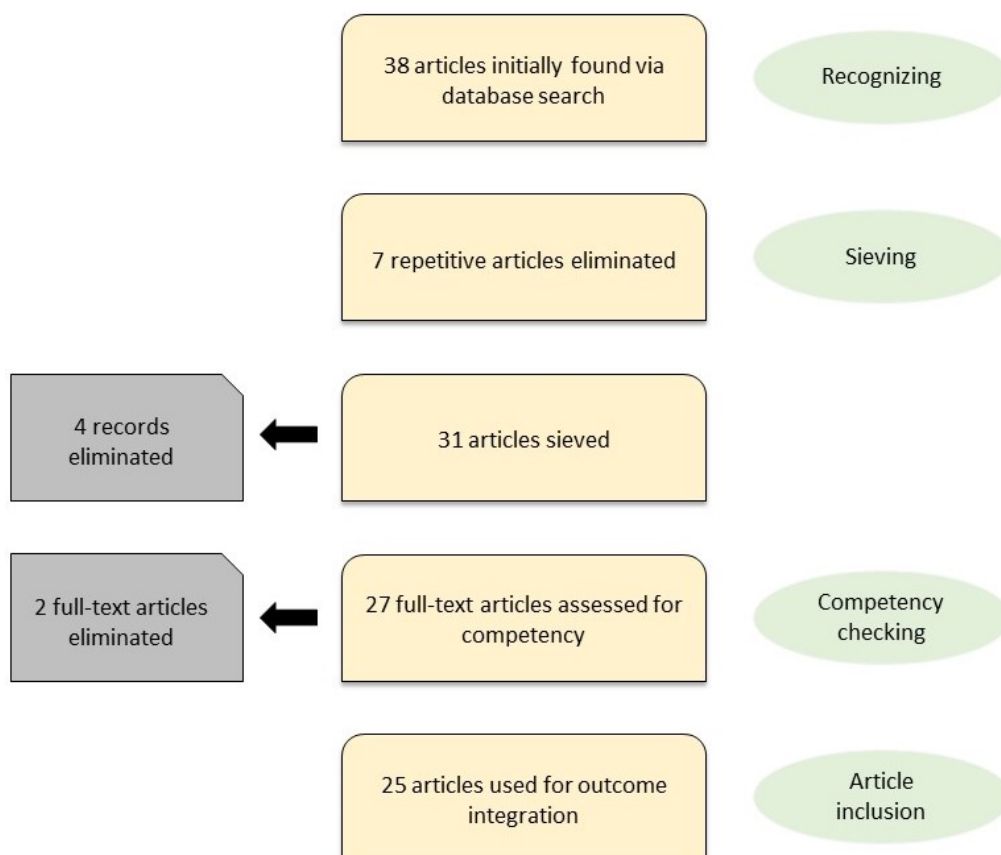 38 articles initially found via
database search
Recognizing
7 repetitive articles eliminated
Sieving
4 records
eliminated
31 articles sieved
2 full-text articles
eliminated
27 full-text articles assessed for
competency
Competency
checking
25 articles used for outcome
integration
Article
inclusion